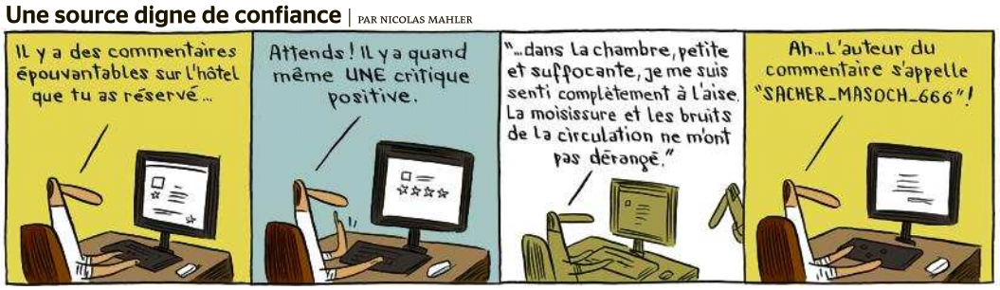 Une source digne de confiance | PAR NICOLAS MAHLER
Il y a des commentaires
épouvantables sur l'hôtel
que tu as réservé...
Attends! Il y a quand
même UNE critique
positive.
"...dans la chambre, petite
et suffocante, je me suis
senti complètement à l'aise.
La moisissure et les bruits
de la circulation ne m'ont
pas dérangé."
Ah...l'auteur du
commentaire s'appelle
"SACHER_MASOCH_666"!